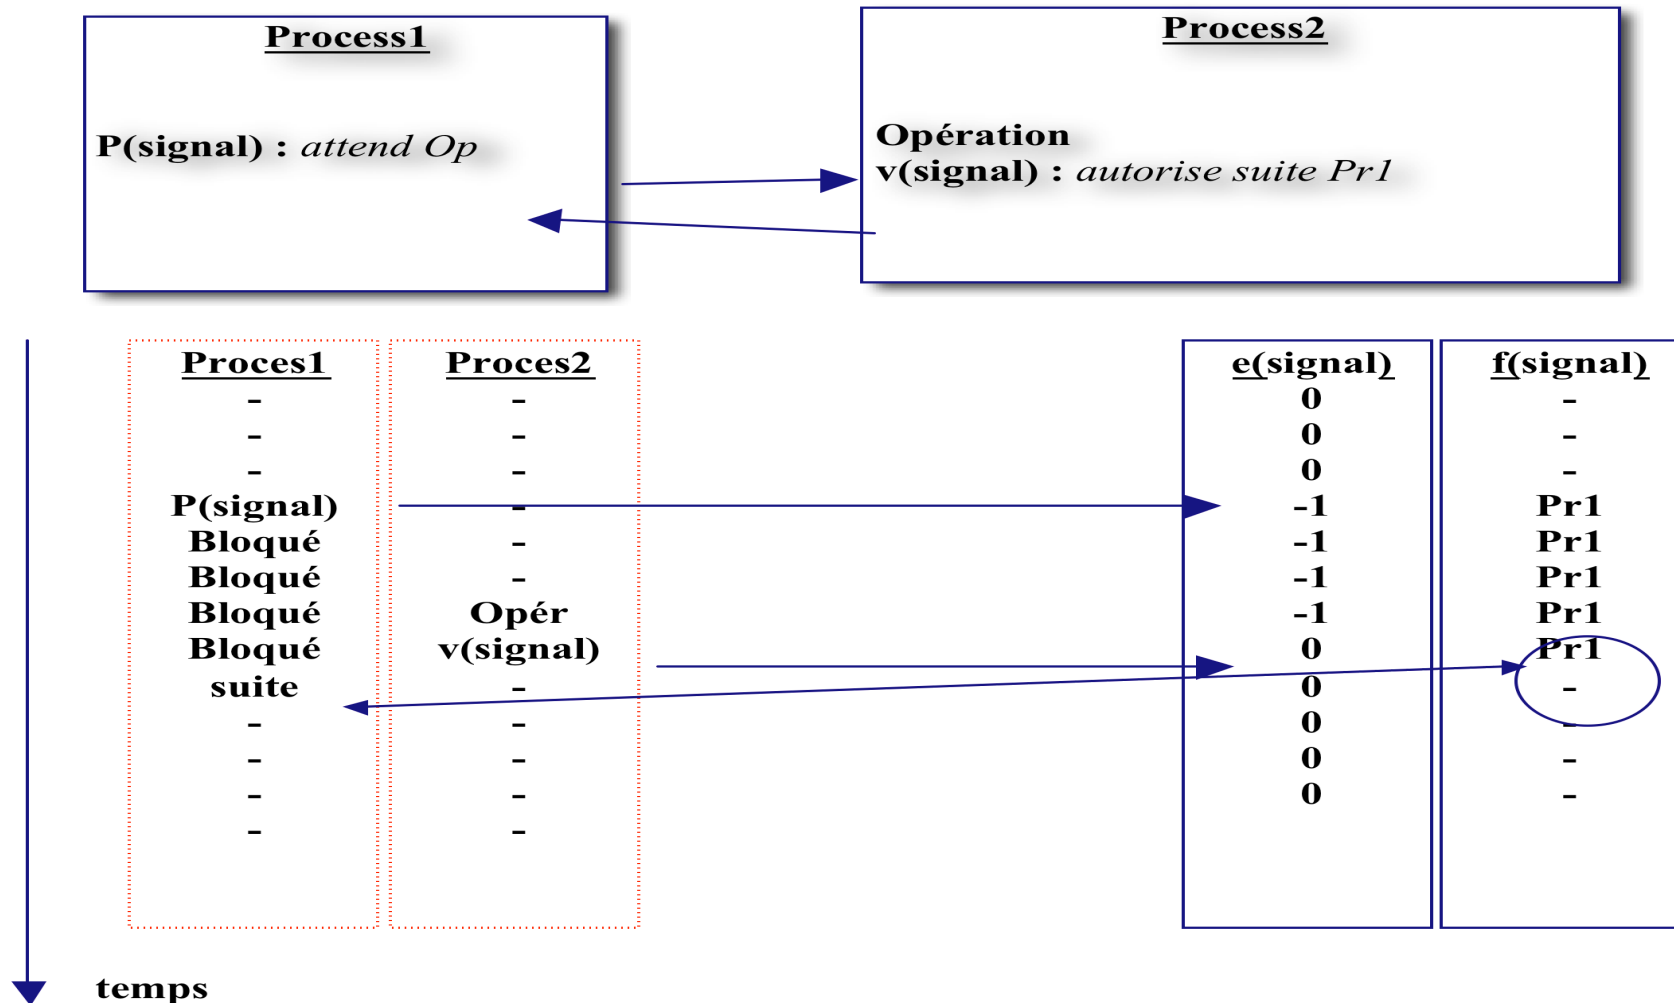 Process1
P(signal) : attend Op
Process2
Opération
v(signal) : autorise suite Pr1
Proces1
-
-
-
P(signal)
Bloqué
Bloqué
Bloqué
Bloqué
suite
-
-
-
-
Proces2
-
-
-
-
-
-
Opér
v(signal)
-
-
-
-
-
e(signal)
0
0
0
-1
-1
-1
-1
0
0
0
0
0
f(signal)
-
-
-
Pr1
Pr1
Pr1
Pr1
Pr1
-
-
-
-
temps